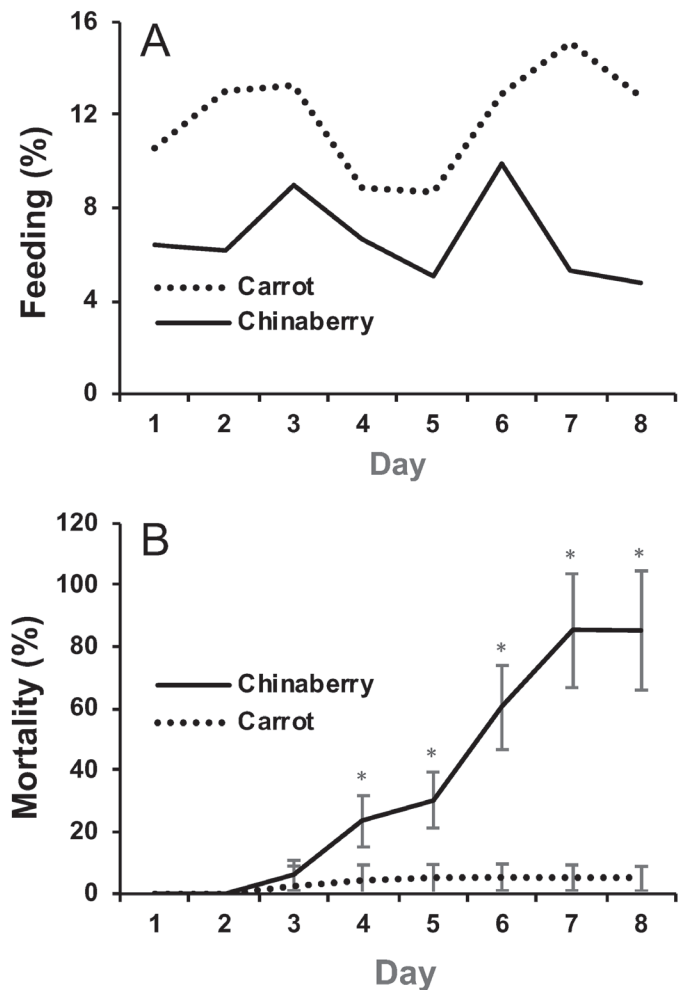 A
Feeding (%)
16
12
8
4
0
Carrot
Chinaberry
1 2 3 4 5 6 7 8
Day
B
Mortality (%)
120
100
80
60
40
20
0
* * * * *
Chinaberry
Carrot
1 2 3 4 5 6 7 8
Day